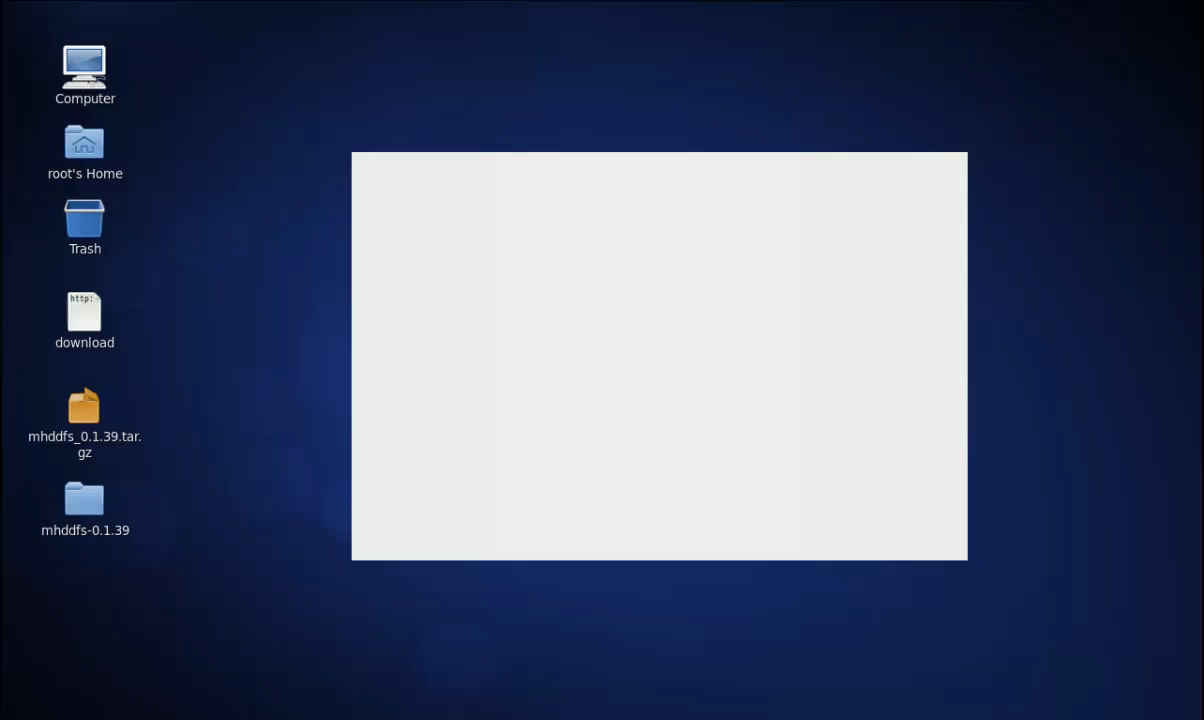 Computer
root's Home
Trash
http:
download
mhddfs_0.1.39.tar.
gz
mhddfs-0.1.39